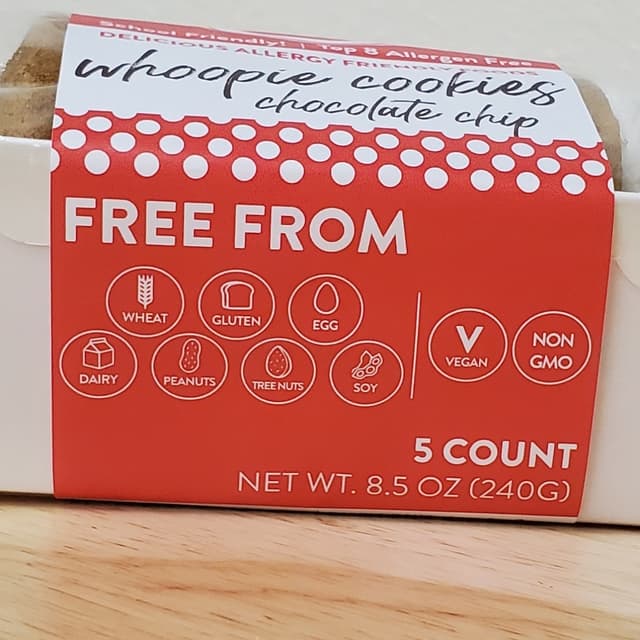 School Friendly! | Top 8 Allergen Free
DELICIOUS ALLERGY FRIENDLY FOODS
whoopie cookies
chocolate chip
FREE FROM
WHEAT
GLUTEN
EGG
DAIRY
PEANUTS
TREE NUTS
SOY
V
VEGAN
NON
GMO
5 COUNT
NET WT. 8.5 OZ (240G)